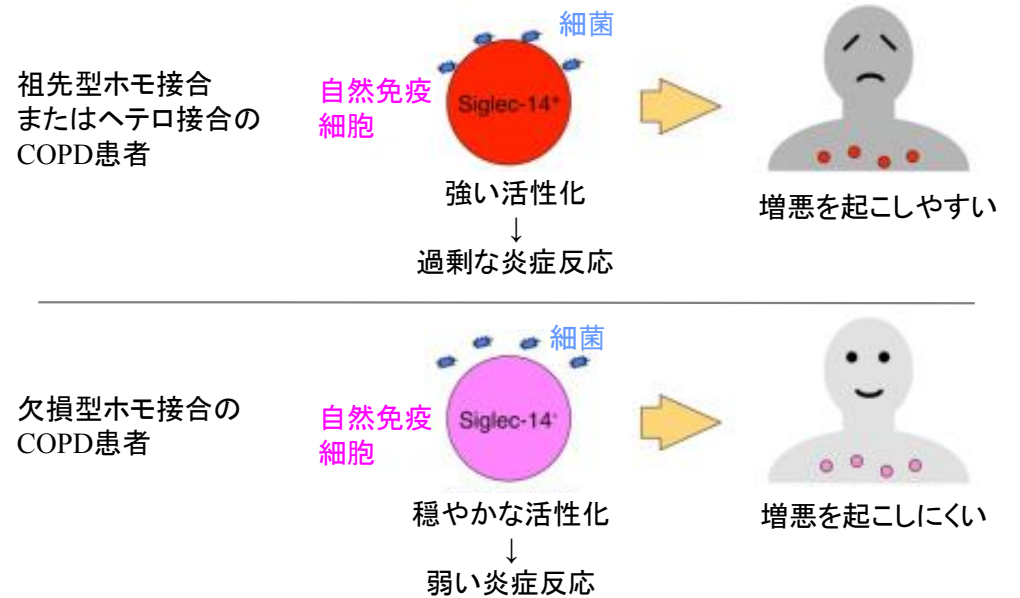 祖先型ホモ接合
またはヘテロ接合の
COPD患者
自然免疫
細胞
細菌
Siglec-14⁺
強い活性化
↓
過剰な炎症反応
増悪を起こしやすい
欠損型ホモ接合の
COPD患者
自然免疫
細胞
細菌
Siglec-14⁻
穏やかな活性化
↓
弱い炎症反応
増悪を起こしにくい